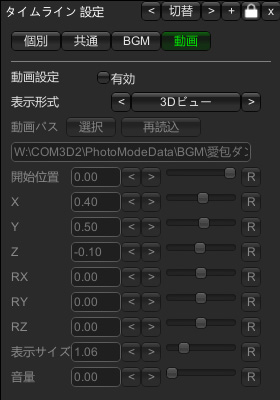 タイムライン 設定 < 切替 > + x
個別 共通 BGM 動画
動画設定 有効
表示形式 < 3Dビュー >
動画パス 選択 再読込
W:\COM3D2\PhotoModeData\BGM\愛包ダン
開始位置 0.00 < > R
X 0.40 < > R
Y 0.50 < > R
Z -0.10 < > R
RX 0.00 < > R
RY 0.00 < > R
RZ 0.00 < > R
表示サイズ 1.06 < > R
音量 0.00 < > R